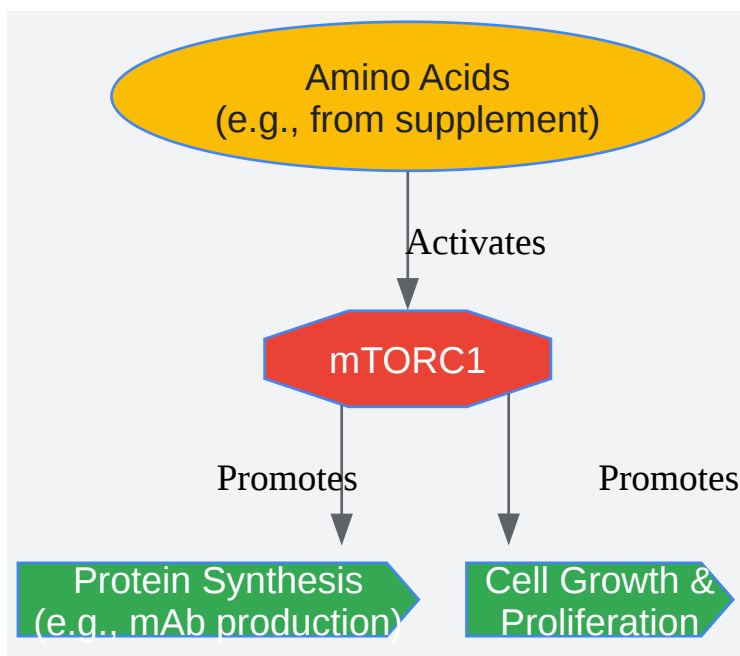 Amino Acids
(e.g., from supplement)
Activates
mTORC1
Promotes
Promotes
Protein Synthesis
(e.g., mAb production)
Cell Growth &
Proliferation